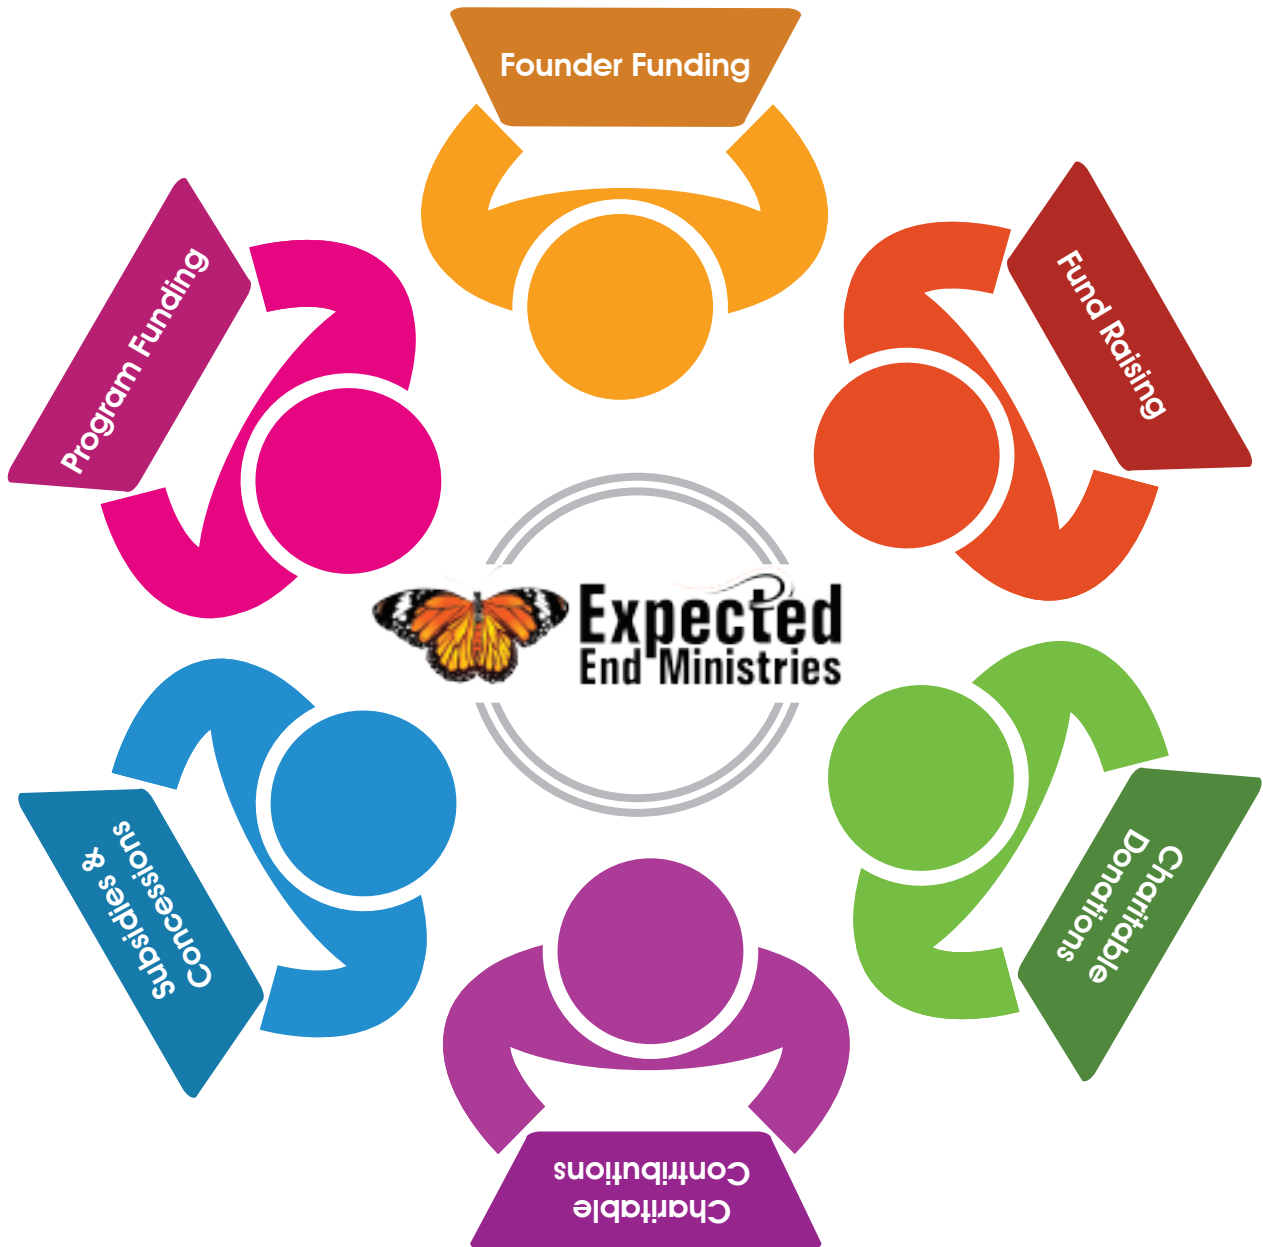 Founder Funding
Fund Raising
Charitable
Donations
Charitable
Contributions
Subsidies &
Concessions
Program Funding
Expected
End Ministries